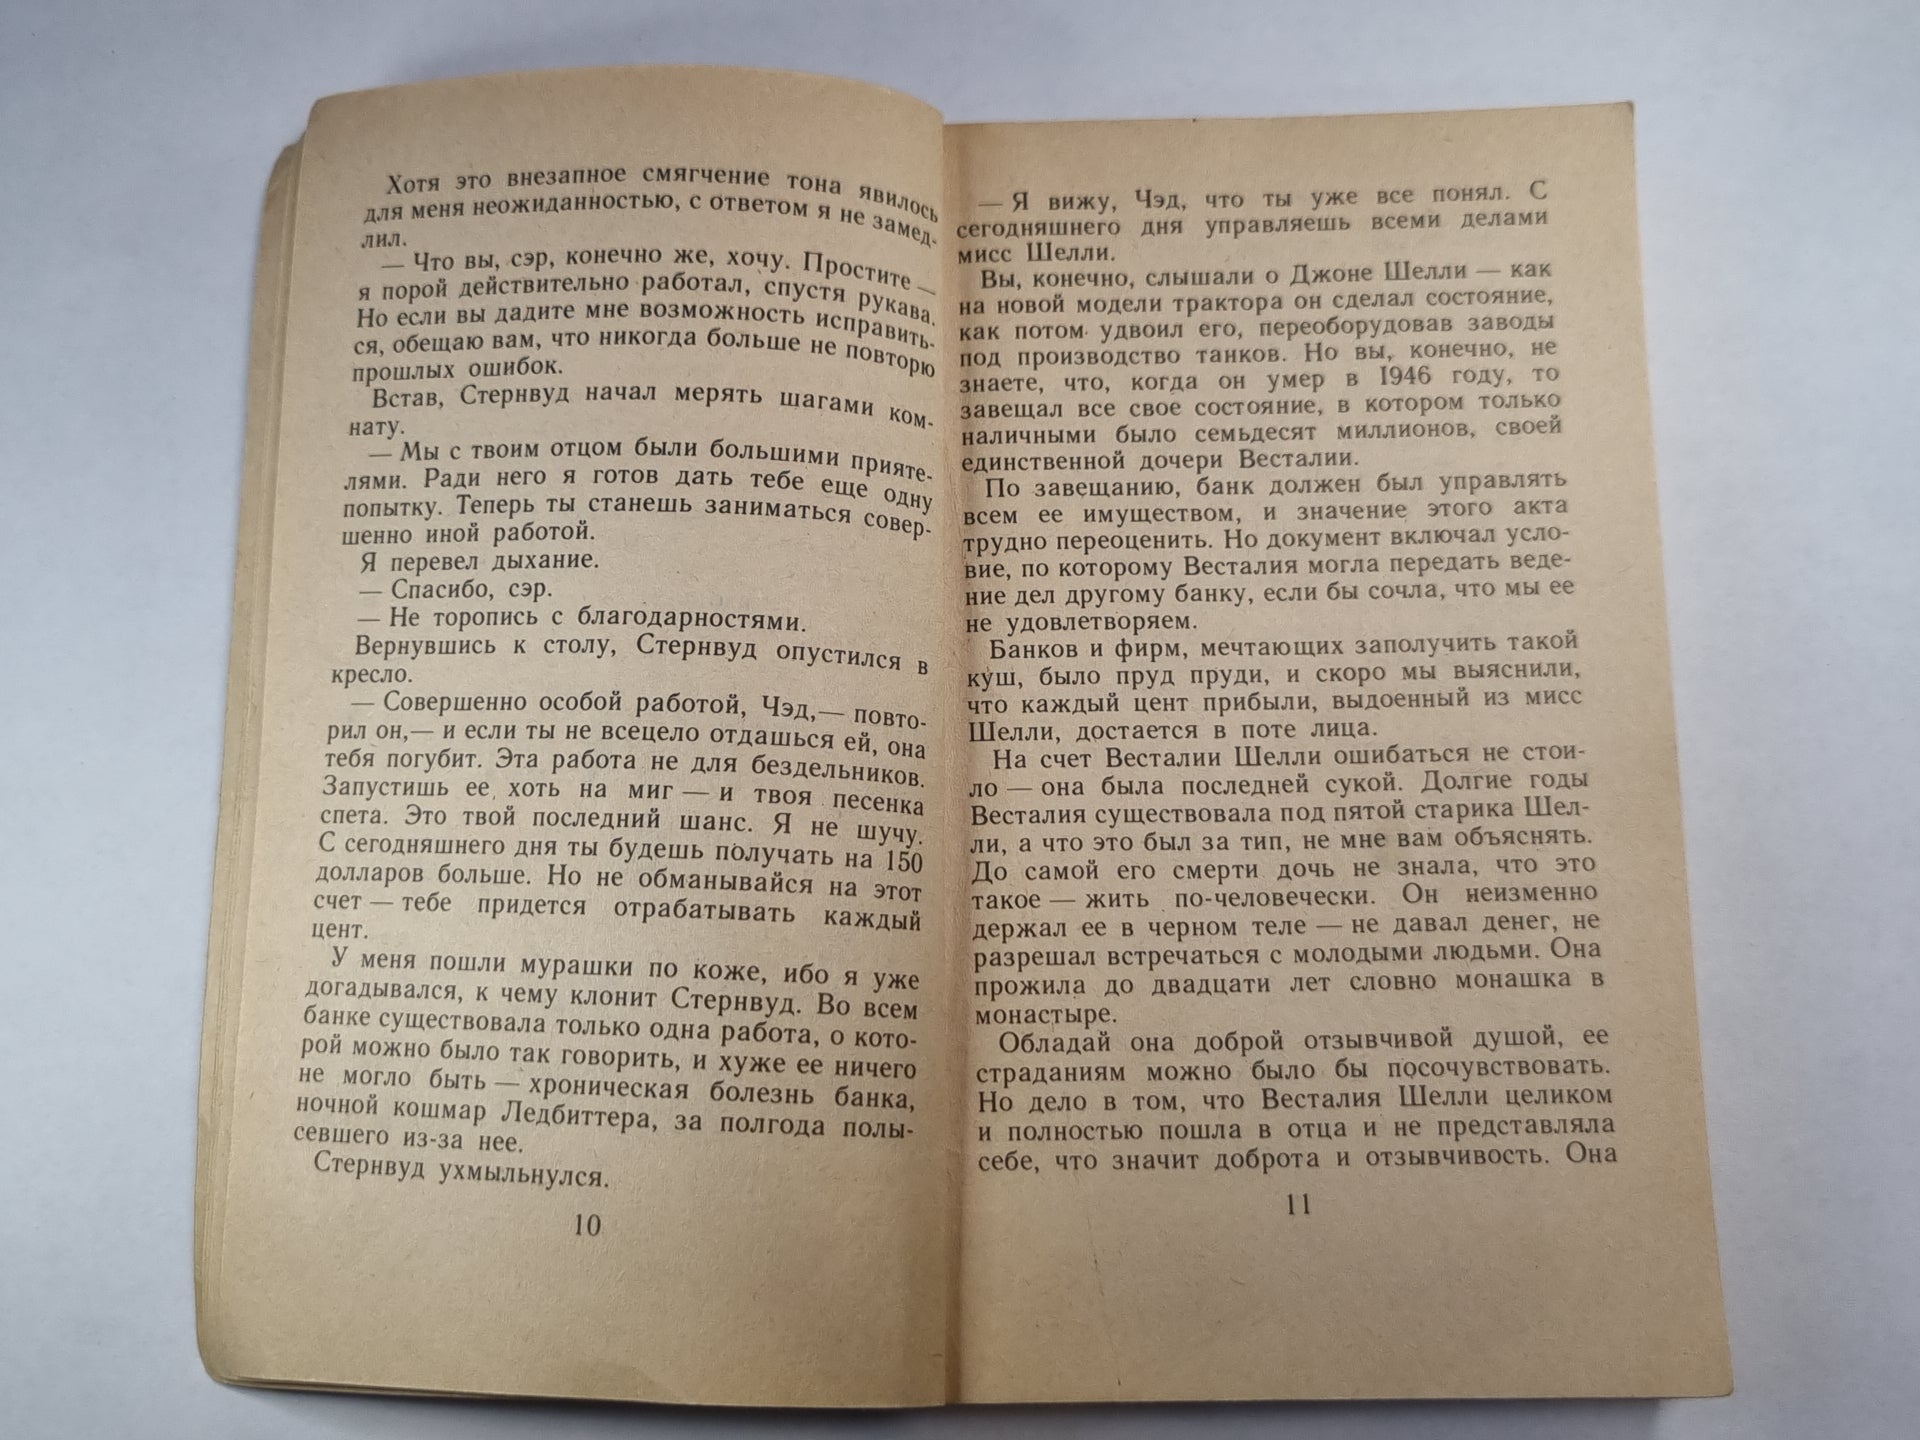 Хотя это внезапное смягчение тона явилось
для меня неожиданностью, с ответом я не замед-
лил.
— Что вы, сэр, конечно же, хочу. Простите —
я порой действительно работал, спустя рукава.
Но если вы дадите мне возможность исправить-
ся, обещаю вам, что никогда больше не повторю
прошлых ошибок.
Встав, Стернвуд начал мерять шагами ком-
нату.
— Мы с твоим отцом были большими прияте-
лями. Ради него я готов дать тебе еще одну
попытку. Теперь ты станешь заниматься совер-
шенно иной работой.
Я перевел дыхание.
— Спасибо, сэр.
— Не торопись с благодарностями.
Вернувшись к столу, Стернвуд опустился в
кресло.
— Совершенно особой работой, Чэд,— повто-
рил он,— и если ты не всецело отдашься ей, она
тебя погубит. Эта работа не для бездельников.
Запустишь ее хоть на миг — и твоя песенка
спета. Это твой последний шанс. Я не шучу.
С сегодняшнего дня ты будешь получать на 150
долларов больше. Но не обманывайся на этот
счет — тебе придется отрабатывать каждый
цент.
У меня пошли мурашки по коже, ибо я уже
догадывался, к чему клонит Стернвуд. Во всем
банке существовала только одна работа, о кото-
рой можно было так говорить, и хуже ее ничего
не могло быть — хроническая болезнь банка,
ночной кошмар Ледбиттера, за полгода полы-
севшего из-за нее.
Стернвуд ухмыльнулся.
10
— Я вижу, Чэд, что ты уже все понял. С
сегодняшнего дня управляешь всеми делами
мисс Шелли.
Вы, конечно, слышали о Джоне Шелли — как
на новой модели трактора он сделал состояние,
как потом удвоил его, переоборудовав заводы
под производство танков. Но вы, конечно, не
знаете, что, когда он умер в 1946 году, то
завещал все свое состояние, в котором только
наличными было семьдесят миллионов, своей
единственной дочери Весталии.
По завещанию, банк должен был управлять
всем ее имуществом, и значение этого акта
трудно переоценить. Но документ включал усло-
вие, по которому Весталия могла передать веде-
ние дел другому банку, если бы сочла, что мы ее
не удовлетворяем.
Банков и фирм, мечтающих заполучить такой
куш, было пруд пруди, и скоро мы выяснили,
что каждый цент прибыли, выдоенный из мисс
Шелли, достается в поте лица.
На счет Весталии Шелли ошибаться не стои-
ло — она была последней сукой. Долгие годы
Весталия существовала под пятой старика Шел-
ли, а что это был за тип, не мне вам объяснять.
До самой его смерти дочь не знала, что это
такое — жить по-человечески. Он неизменно
держал ее в черном теле — не давал денег, не
разрешал встречаться с молодыми людьми. Она
прожила до двадцати лет словно монашка в
монастыре.
Обладай она доброй отзывчивой душой, ее
страданиям можно было бы посочувствовать.
Но дело в том, что Весталия Шелли целиком
и полностью пошла в отца и не представляла
себе, что значит доброта и отзывчивость. Она
11